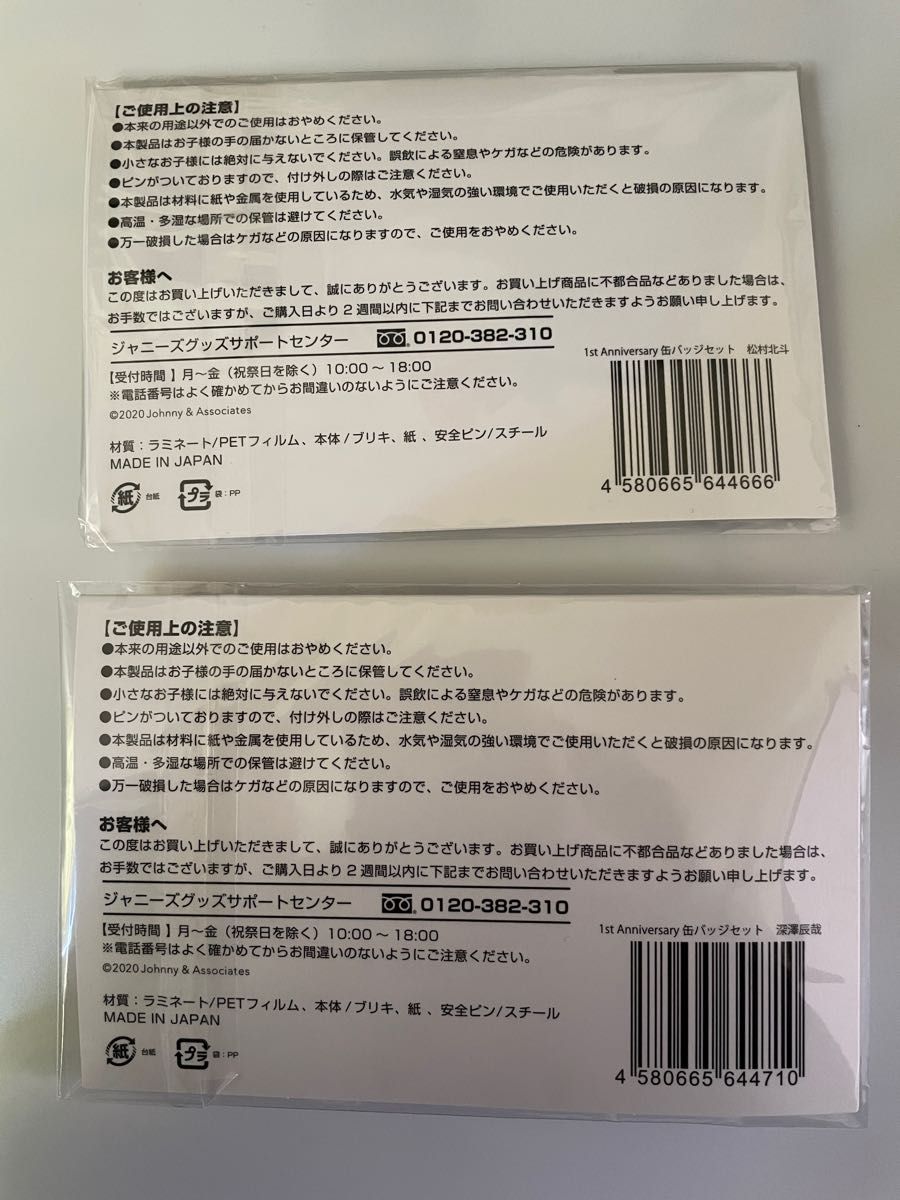 【ご使用上の注意】
●本来の用途以外でのご使用はおやめください。
●本製品はお子様の手の届かないところに保管してください。
●小さなお子様には絶対に与えないでください。誤飲による窒息やケガなどの危険があります。
●ピンがついておりますので、付け外しの際はご注意ください。
●本製品は材料に紙や金属を使用しているため、水気や湿気の強い環境でご使用いただくと破損の原因になります。
●高温・多湿な場所での保管は避けてください。
●万一破損した場合はケガなどの原因になりますので、ご使用をおやめください。
お客様へ
この度はお買い上げいただきまして、誠にありがとうございます。お買い上げ商品に不都合品などありました場合は、
お手数ではございますが、ご購入日より2週間以内に下記までお問い合わせいただきますようお願い申し上げます。
ジャニーズグッズサポートセンター 0120-382-310
【受付時間】月〜金（祝祭日を除く）10:00〜18:00
※電話番号はよく確かめてからお間違いのないようにご注意ください。
©2020 Johnny & Associates
材質：ラミネート/PETフィルム、本体/ブリキ、紙、安全ピン/スチール
MADE IN JAPAN
紙 台紙 プラ 袋：PP
1st Anniversary 缶バッジセット 松村北斗
4 580665 644666
【ご使用上の注意】
●本来の用途以外でのご使用はおやめください。
●本製品はお子様の手の届かないところに保管してください。
●小さなお子様には絶対に与えないでください。誤飲による窒息やケガなどの危険があります。
●ピンがついておりますので、付け外しの際はご注意ください。
●本製品は材料に紙や金属を使用しているため、水気や湿気の強い環境でご使用いただくと破損の原因になります。
●高温・多湿な場所での保管は避けてください。
●万一破損した場合はケガなどの原因になりますので、ご使用をおやめください。
お客様へ
この度はお買い上げいただきまして、誠にありがとうございます。お買い上げ商品に不都合品などありました場合は、
お手数ではございますが、ご購入日より2週間以内に下記までお問い合わせいただきますようお願い申し上げます。
ジャニーズグッズサポートセンター 0120-382-310
【受付時間】月〜金（祝祭日を除く）10:00〜18:00
※電話番号はよく確かめてからお間違いのないようにご注意ください。
©2020 Johnny & Associates
材質：ラミネート/PETフィルム、本体/ブリキ、紙、安全ピン/スチール
MADE IN JAPAN
紙 台紙 プラ 袋：PP
1st Anniversary 缶バッジセット 深澤辰哉
4 580665 644710